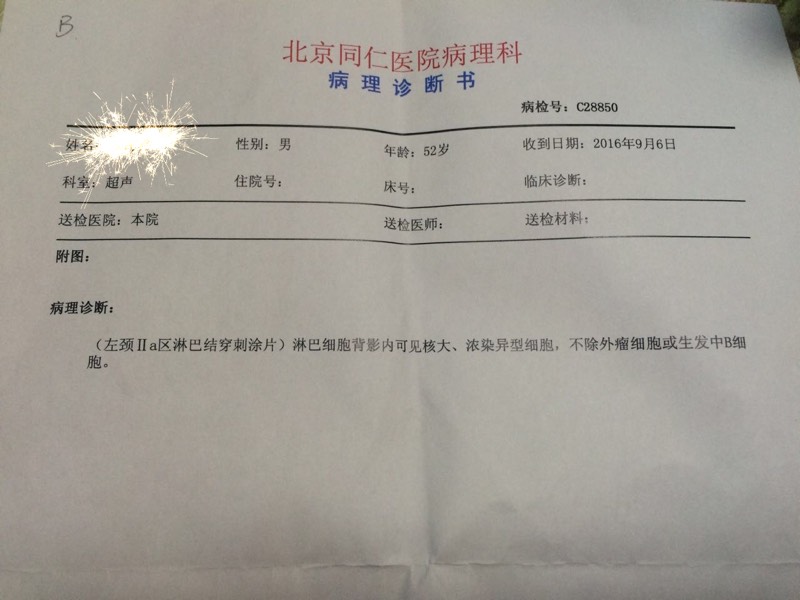 B
北京同仁医院病理科
病理诊断书
病检号：C28850
姓名 性别：男 年龄：52岁 收到日期：2016年9月6日
科室：超声 住院号： 床号： 临床诊断：
送检医院：本院 送检医师： 送检材料：
附图：
病理诊断：
（左颈Ⅱa区淋巴结穿刺涂片）淋巴细胞背影内可见核大、浓染异型细胞，不除外瘤细胞或生发中B细
胞。